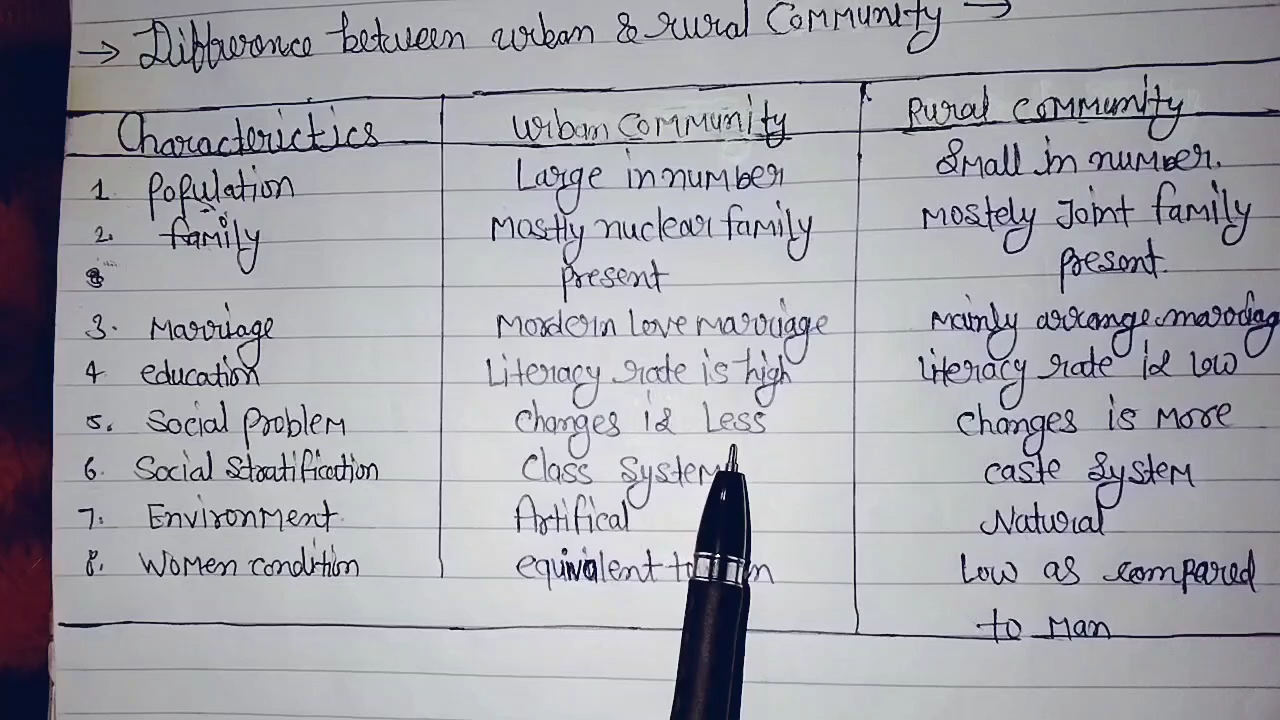 → Difference between urban & rural Community →
Characterictics Urban Community Rural Community
1. Population Large in number Small in number.
2. family Mostly nuclear family Mostely Joint family
present present.
3. Marriage Mordern love marriage Mainly arrange marriag
4. education Literacy rate is high Literacy rate is low
5. Social Problem Changes is Less Changes is More
6. Social Stratification Class System Caste System
7. Environment Artifical Natural
8. Women condition equivalent to Low as compared
to Man